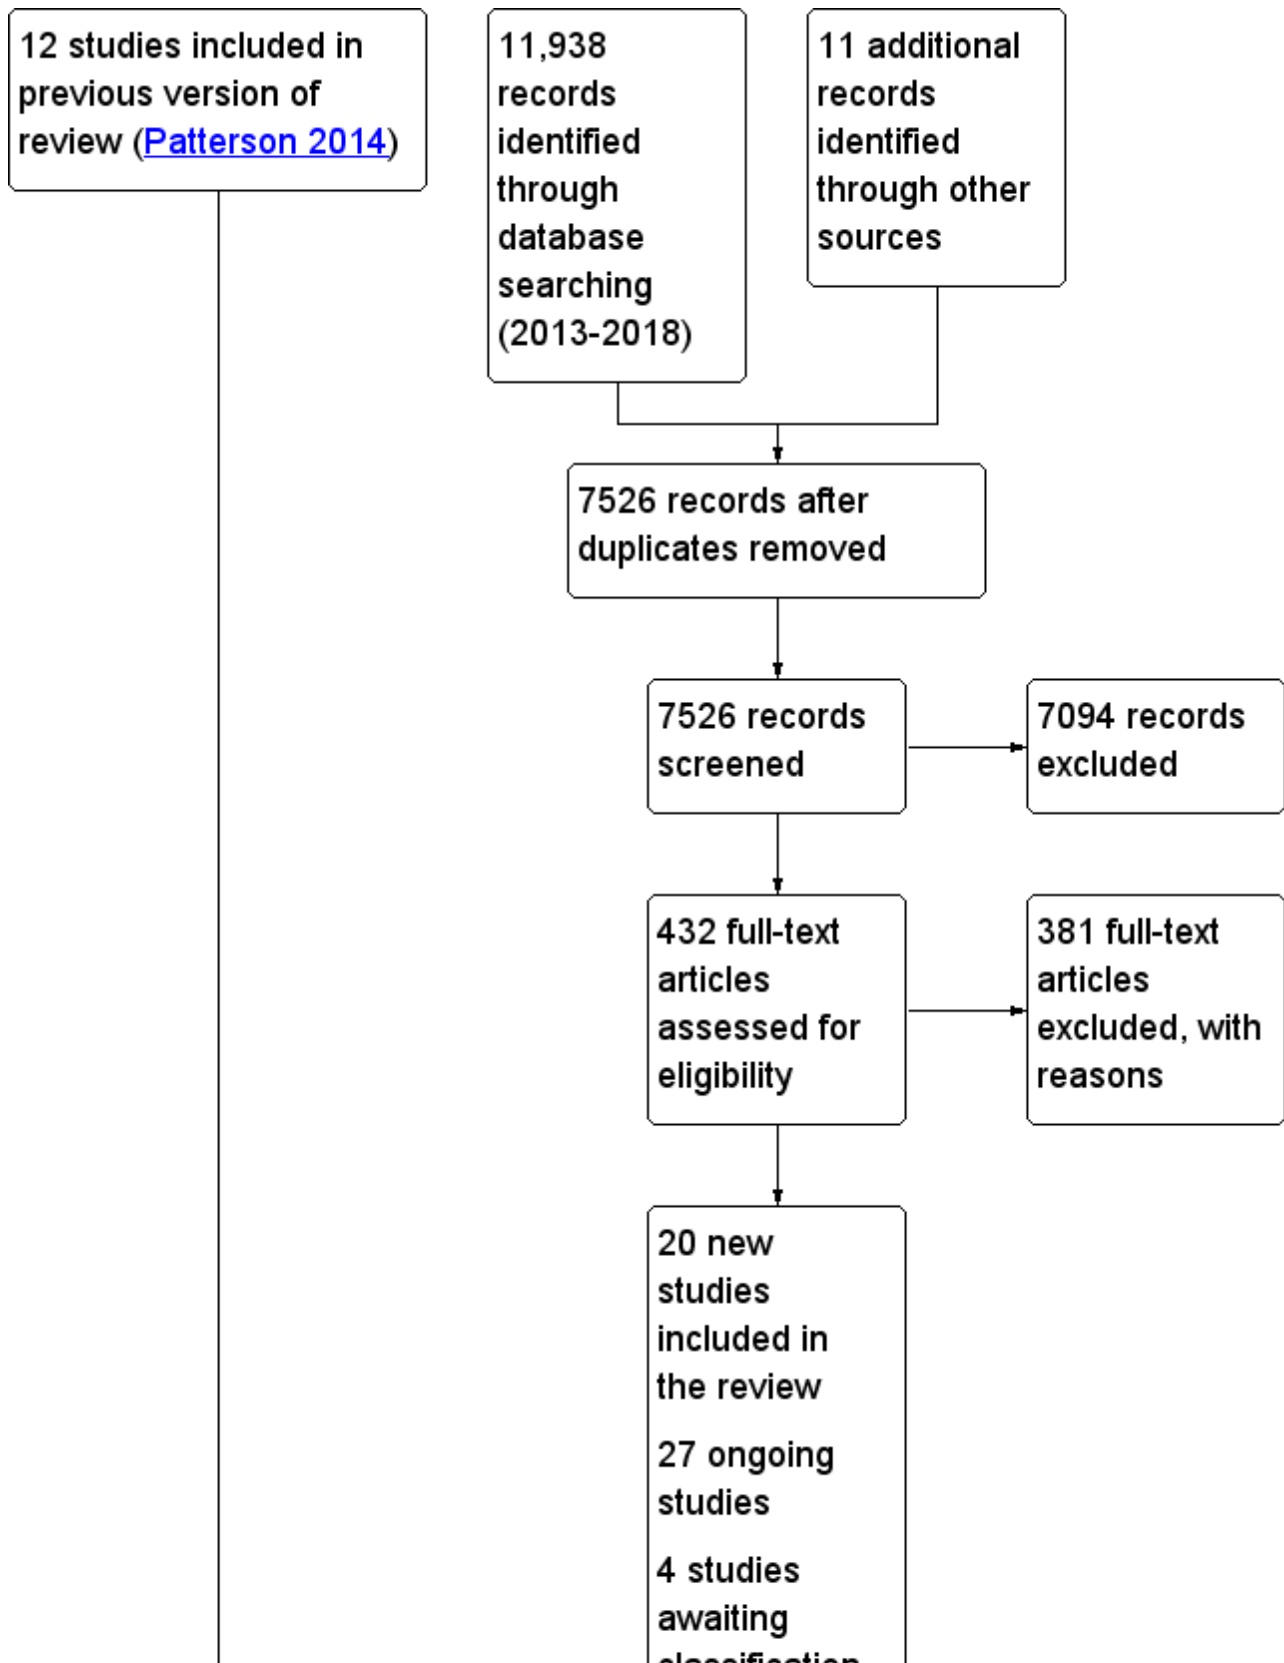 12 studies included in
previous version of
review (Patterson 2014)
11,938
records
identified
through
database
searching
(2013-2018)
11 additional
records
identified
through other
sources
7526 records after
duplicates removed
7526 records
screened
7094 records
excluded
432 full-text
articles
assessed for
eligibility
381 full-text
articles
excluded, with
reasons
20 new
studies
included in
the review
27 ongoing
studies
4 studies
awaiting
classification